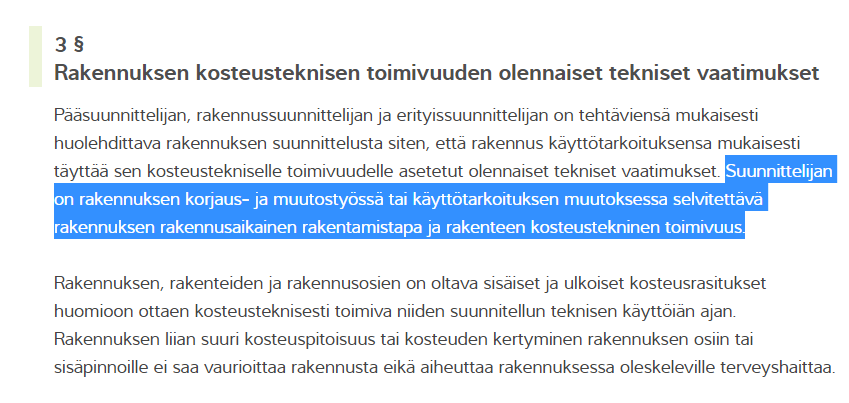 3 §
Rakennuksen kosteusteknisen toimivuuden olennaiset tekniset vaatimukset
Pääsuunnittelijan, rakennussuunnittelijan ja erityissuunnittelijan on tehtäviensä mukaisesti
huolehdittava rakennuksen suunnittelusta siten, että rakennus käyttötarkoituksensa mukaisesti
täyttää sen kosteustekniselle toimivuudelle asetetut olennaiset tekniset vaatimukset. Suunnittelijan
on rakennuksen korjaus- ja muutostyössä tai käyttötarkoituksen muutoksessa selvitettävä
rakennuksen rakennusaikainen rakentamistapa ja rakenteen kosteustekninen toimivuus.
Rakennuksen, rakenteiden ja rakennusosien on oltava sisäiset ja ulkoiset kosteusrasitukset
huomioon ottaen kosteusteknisesti toimiva niiden suunnitellun teknisen käyttöiän ajan.
Rakennuksen liian suuri kosteuspitoisuus tai kosteuden kertyminen rakennuksen osiin tai
sisäpinnoille ei saa vaurioittaa rakennusta eikä aiheuttaa rakennuksessa oleskeleville terveyshaittaa.